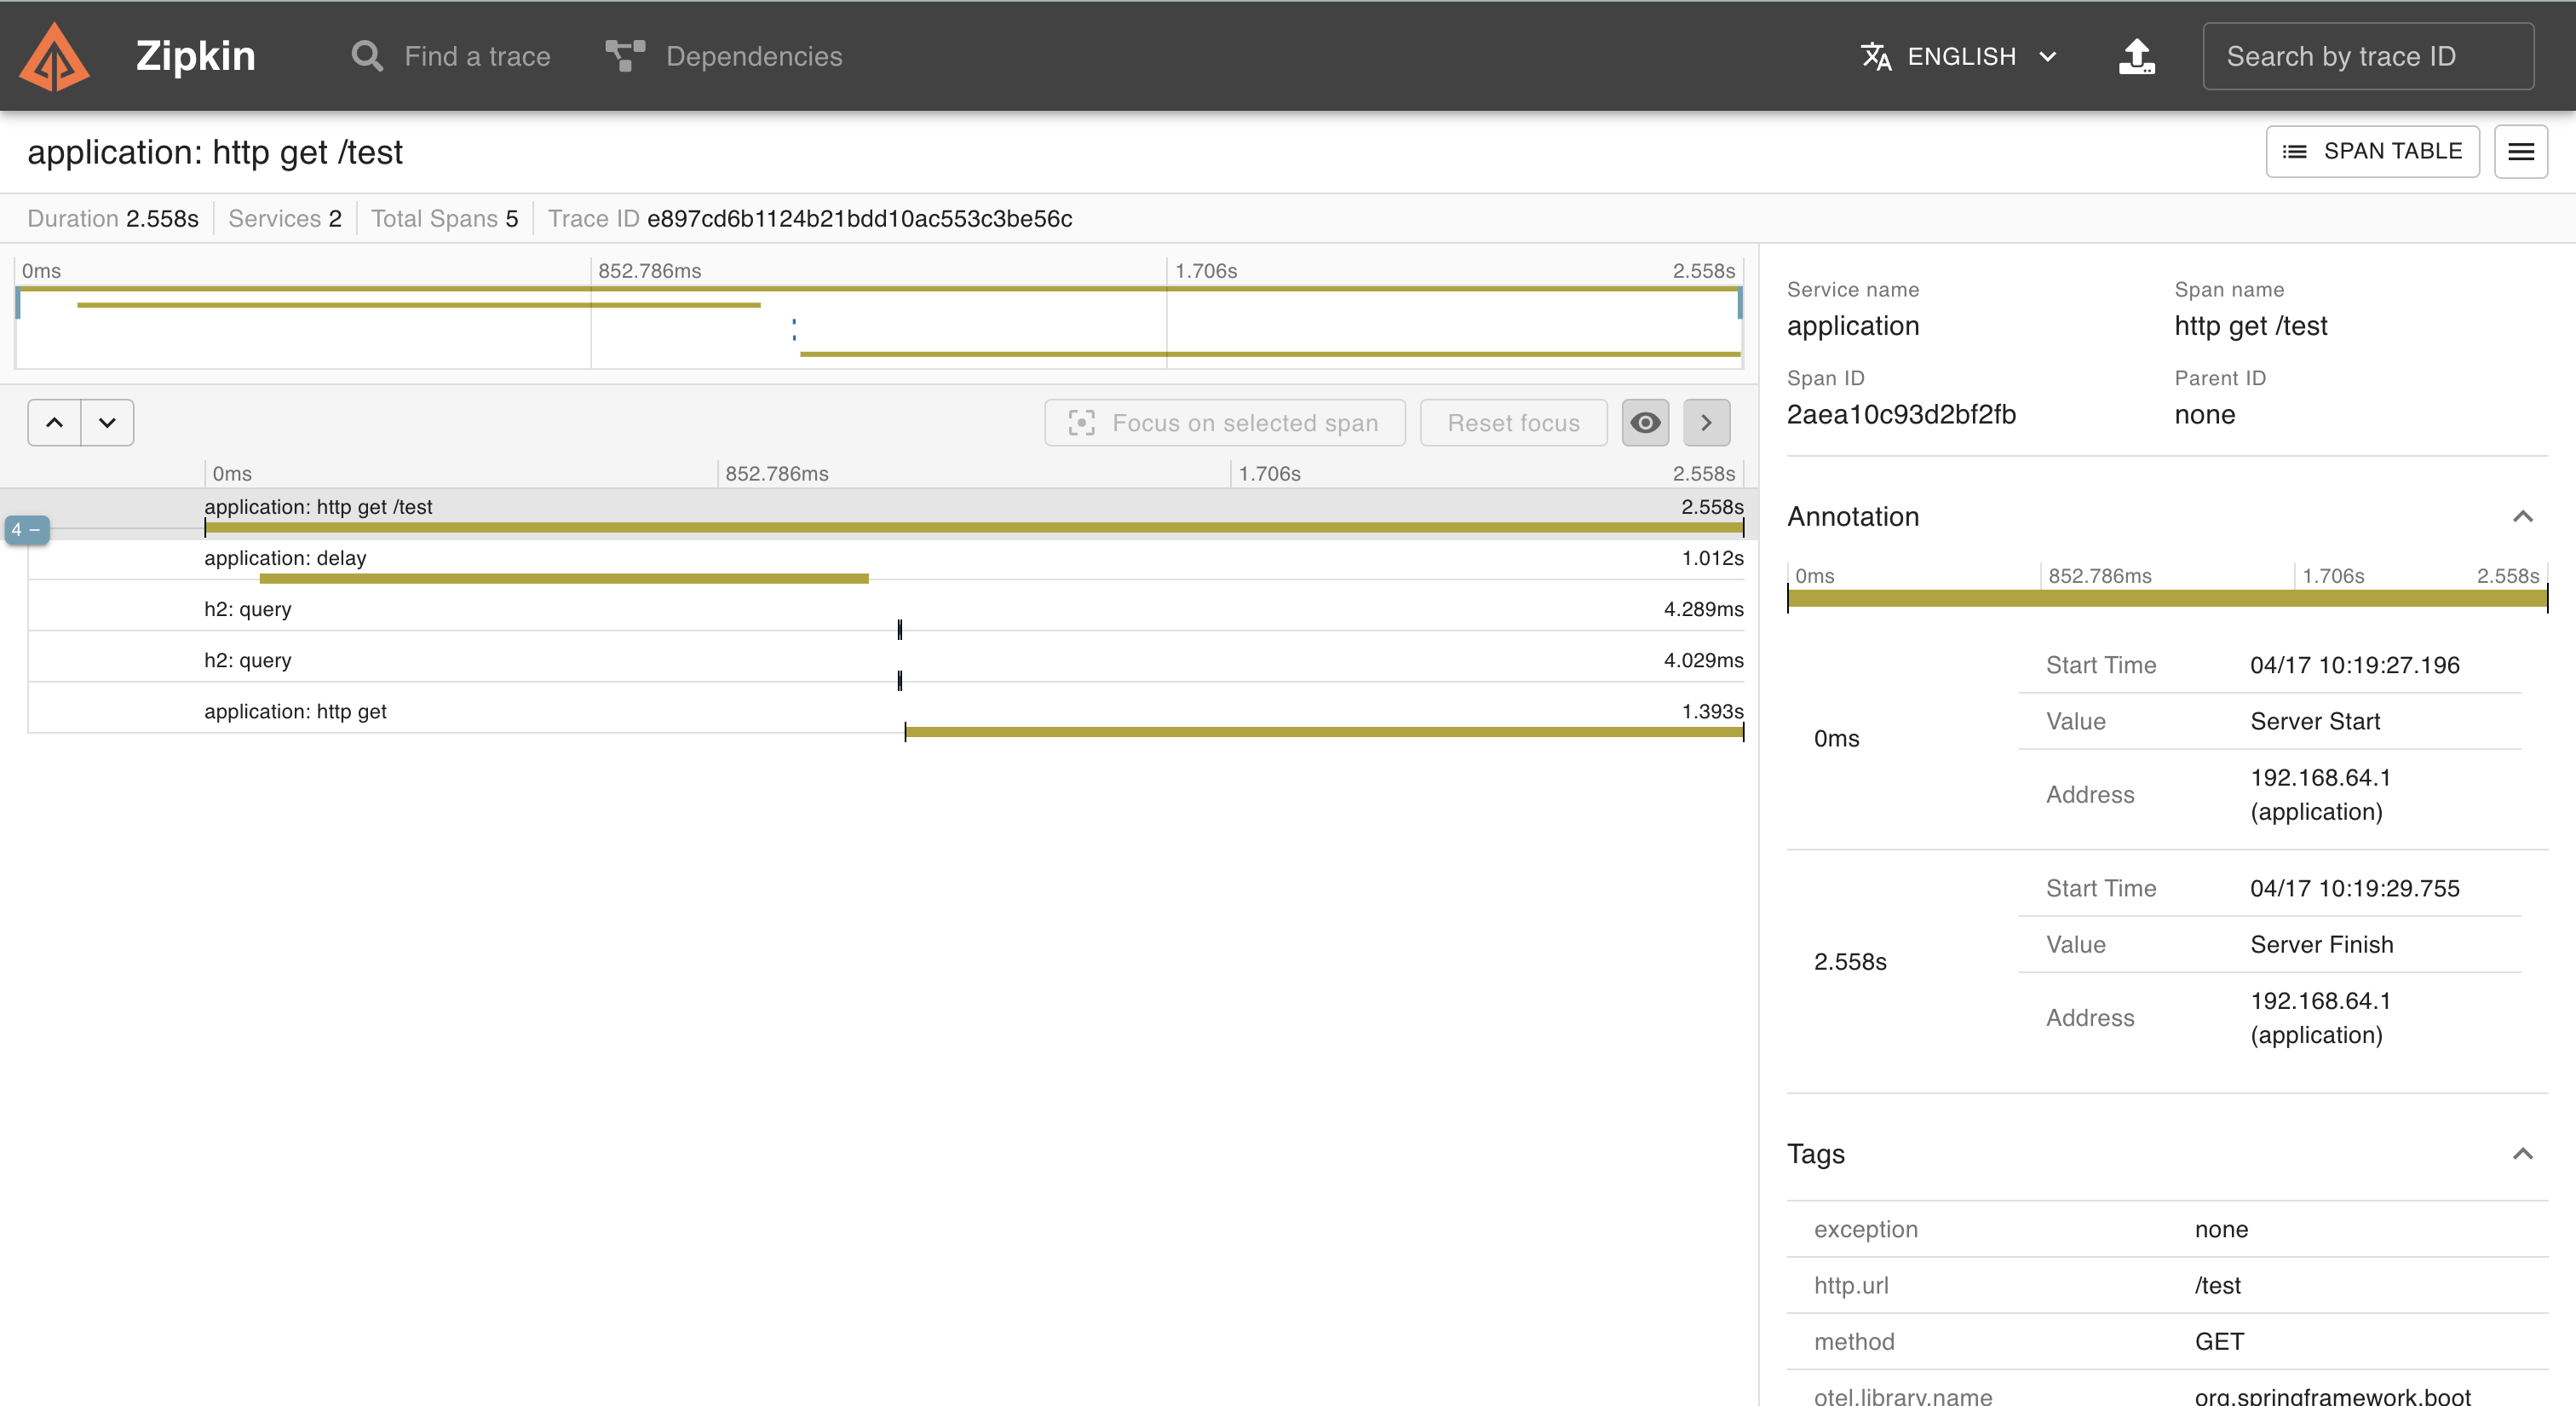 Zipkin
Find a trace
Dependencies
ENGLISH
Search by trace ID
application: http get /test
SPAN TABLE
Duration 2.558s
Services 2
Total Spans 5
Trace ID e897cd6b1124b21bdd10ac553c3be56c
0ms
852.786ms
1.706s
2.558s
Focus on selected span
Reset focus
0ms
852.786ms
1.706s
2.558s
application: http get /test
2.558s
4 –
application: delay
1.012s
h2: query
4.289ms
h2: query
4.029ms
application: http get
1.393s
Service name
application
Span name
http get /test
Span ID
2aea10c93d2bf2fb
Parent ID
none
Annotation
0ms
852.786ms
1.706s
2.558s
0ms
Start Time
04/17 10:19:27.196
Value
Server Start
Address
192.168.64.1
(application)
2.558s
Start Time
04/17 10:19:29.755
Value
Server Finish
Address
192.168.64.1
(application)
Tags
exception
none
http.url
/test
method
GET
otel.library.name
org.springframework.boot